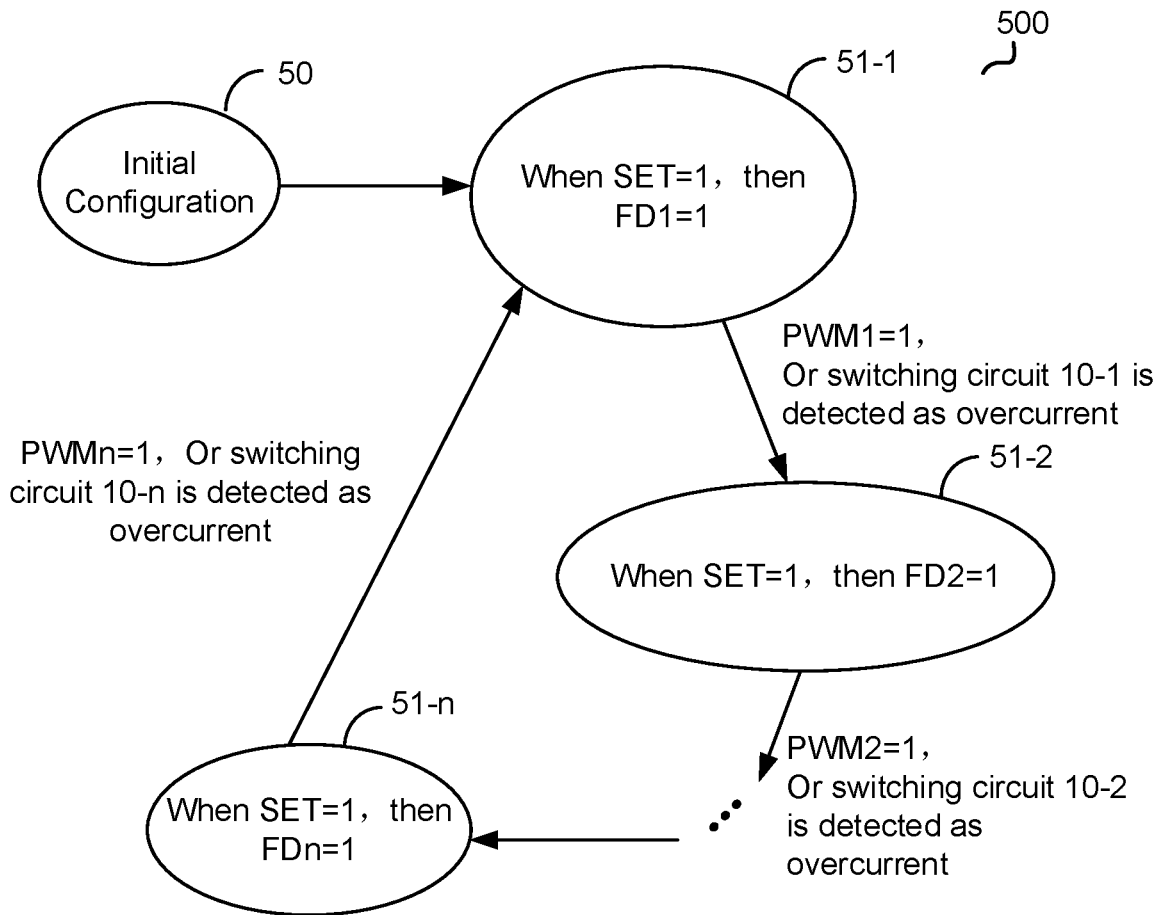 500
50
51-1
Initial
Configuration
When SET=1，then
FD1=1
PWM1=1，
Or switching circuit 10-1 is
detected as overcurrent
51-2
PWMn=1，Or switching
circuit 10-n is detected as
overcurrent
When SET=1，then FD2=1
51-n
PWM2=1，
Or switching circuit 10-2
is detected as
overcurrent
When SET=1，then
FDn=1